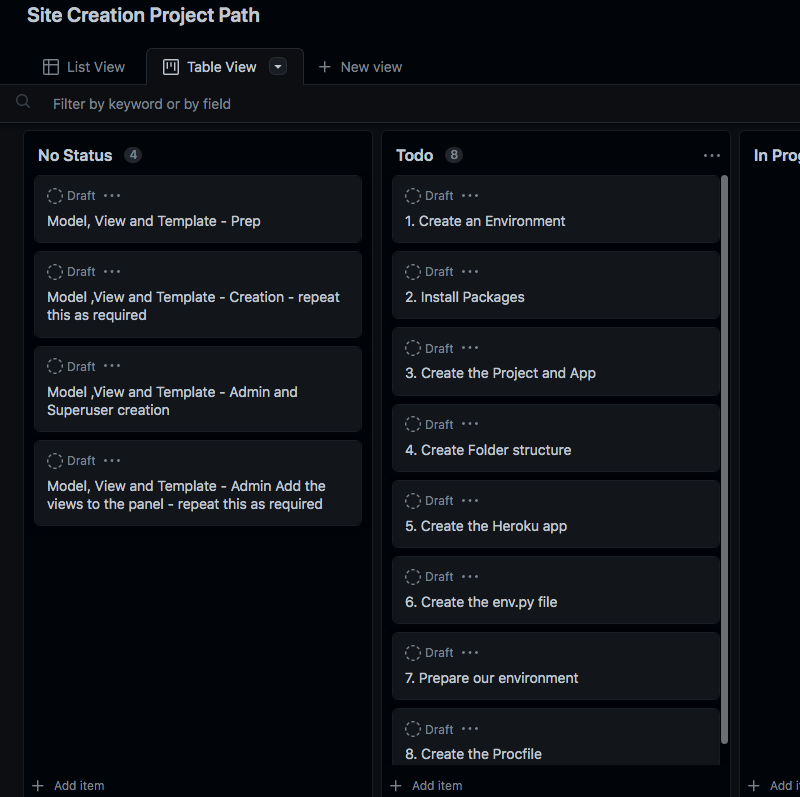 Site Creation Project Path
List View
Table View
New view
Filter by keyword or by field
No Status 4
Draft
Model, View and Template - Prep
Draft
Model ,View and Template - Creation - repeat
this as required
Draft
Model ,View and Template - Admin and
Superuser creation
Draft
Model, View and Template - Admin Add the
views to the panel - repeat this as required
Add item
Todo 8
Draft
1. Create an Environment
Draft
2. Install Packages
Draft
3. Create the Project and App
Draft
4. Create Folder structure
Draft
5. Create the Heroku app
Draft
6. Create the env.py file
Draft
7. Prepare our environment
Draft
8. Create the Procfile
Add item
In Prog
Add i